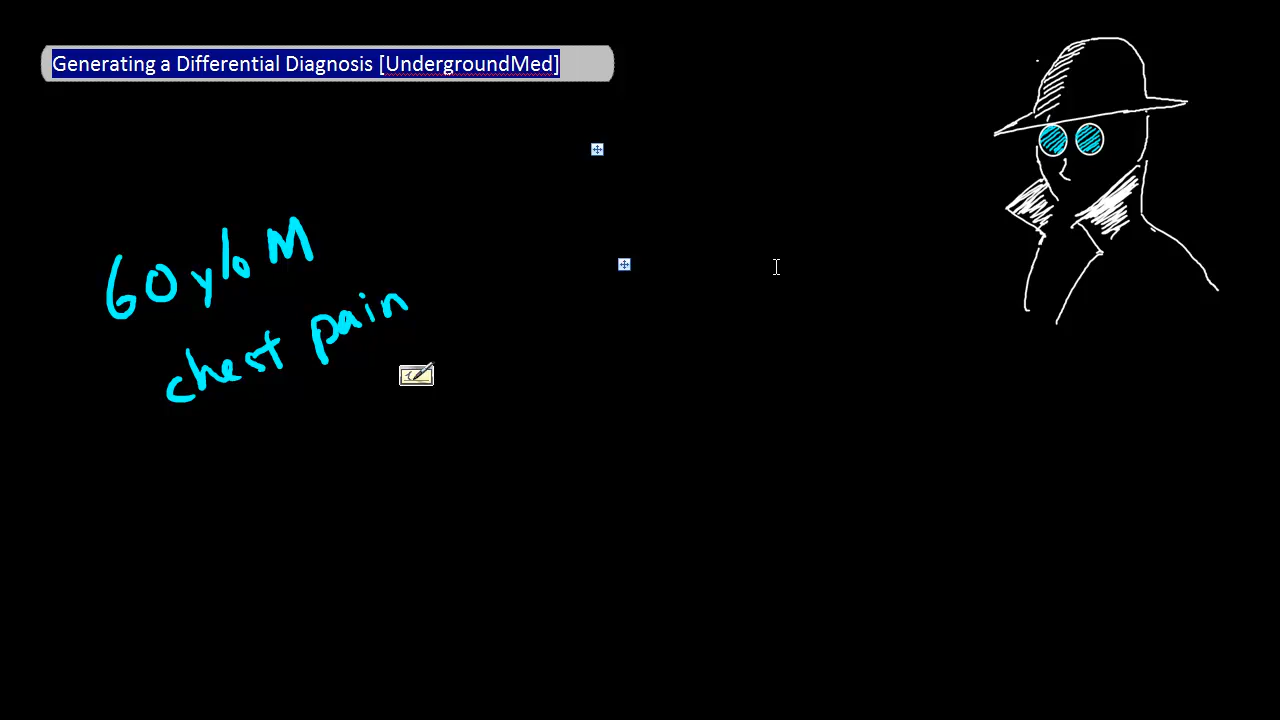 Generating a Differential Diagnosis [UndergroundMed]
60 y/o M
chest pain